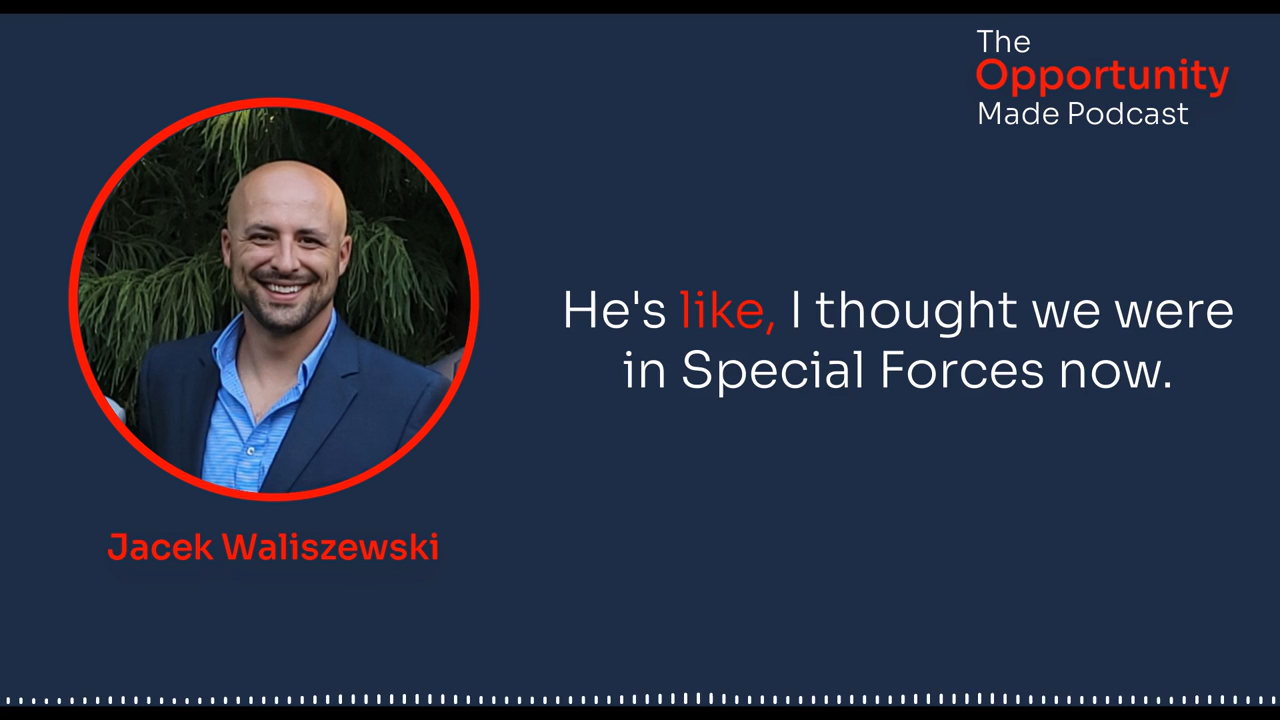 The
Opportunity
Made Podcast
He's like, I thought we were
in Special Forces now.
Jacek Waliszewski